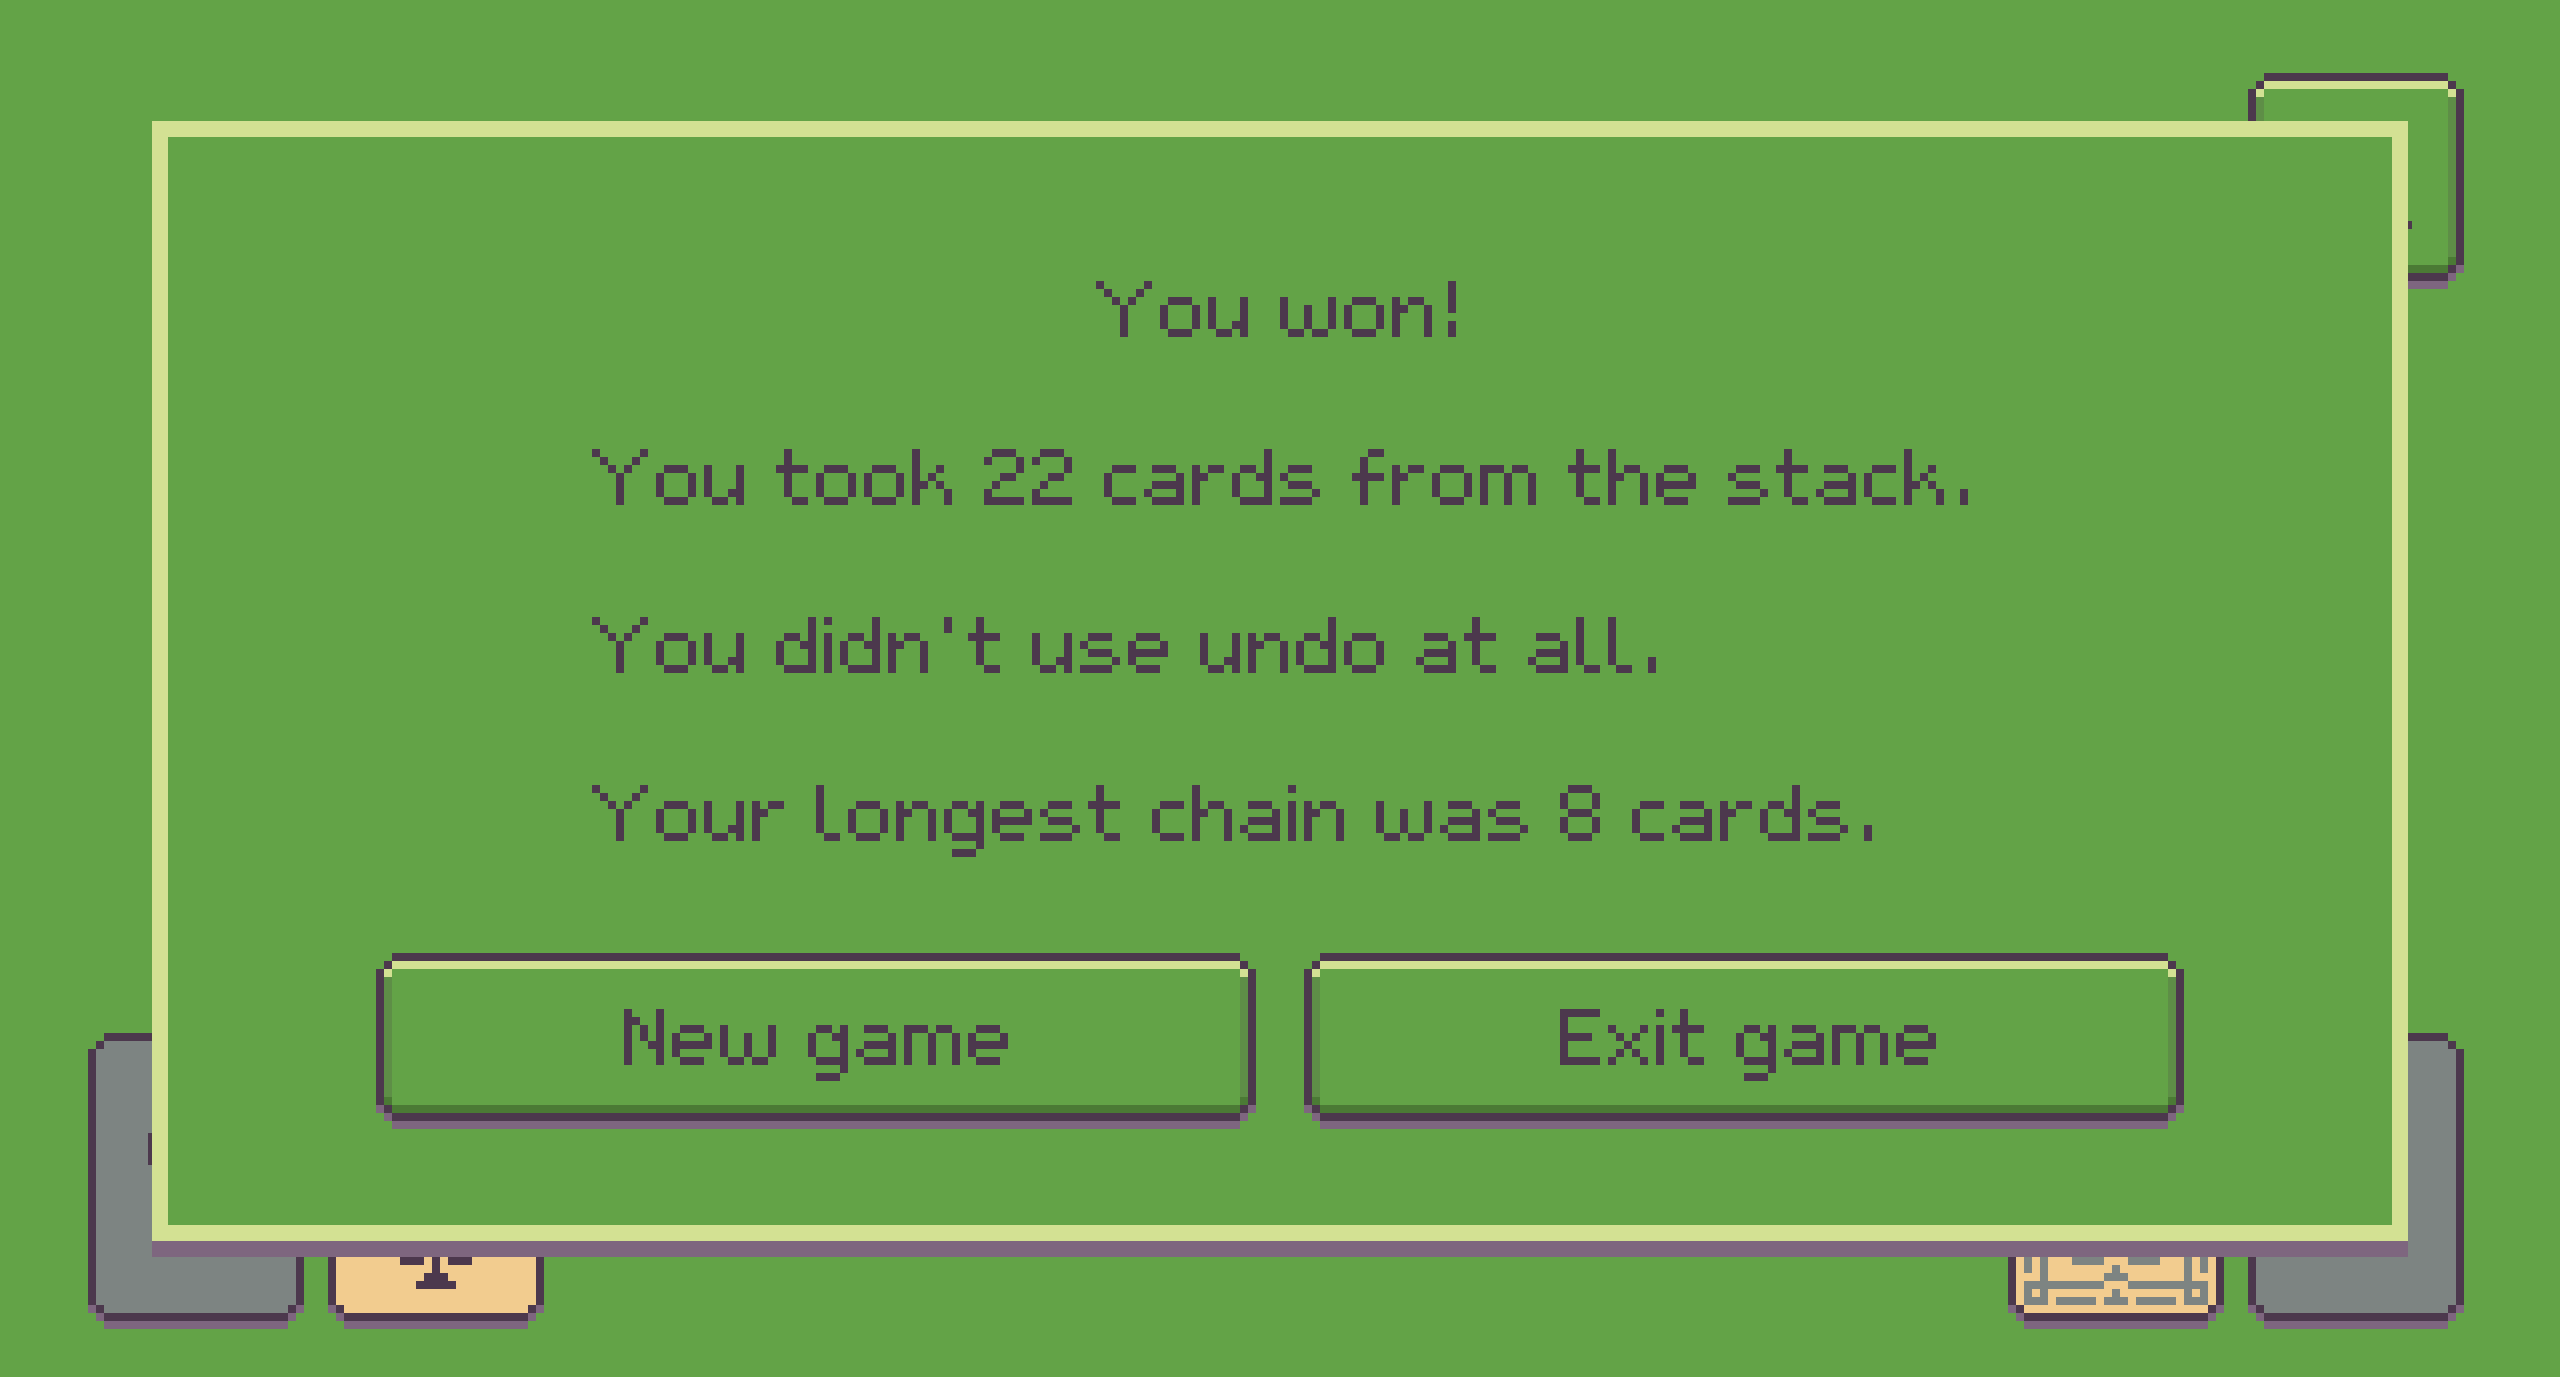 You won!
You took 22 cards from the stack.
You didn't use undo at all.
Your longest chain was 8 cards.
New game
Exit game